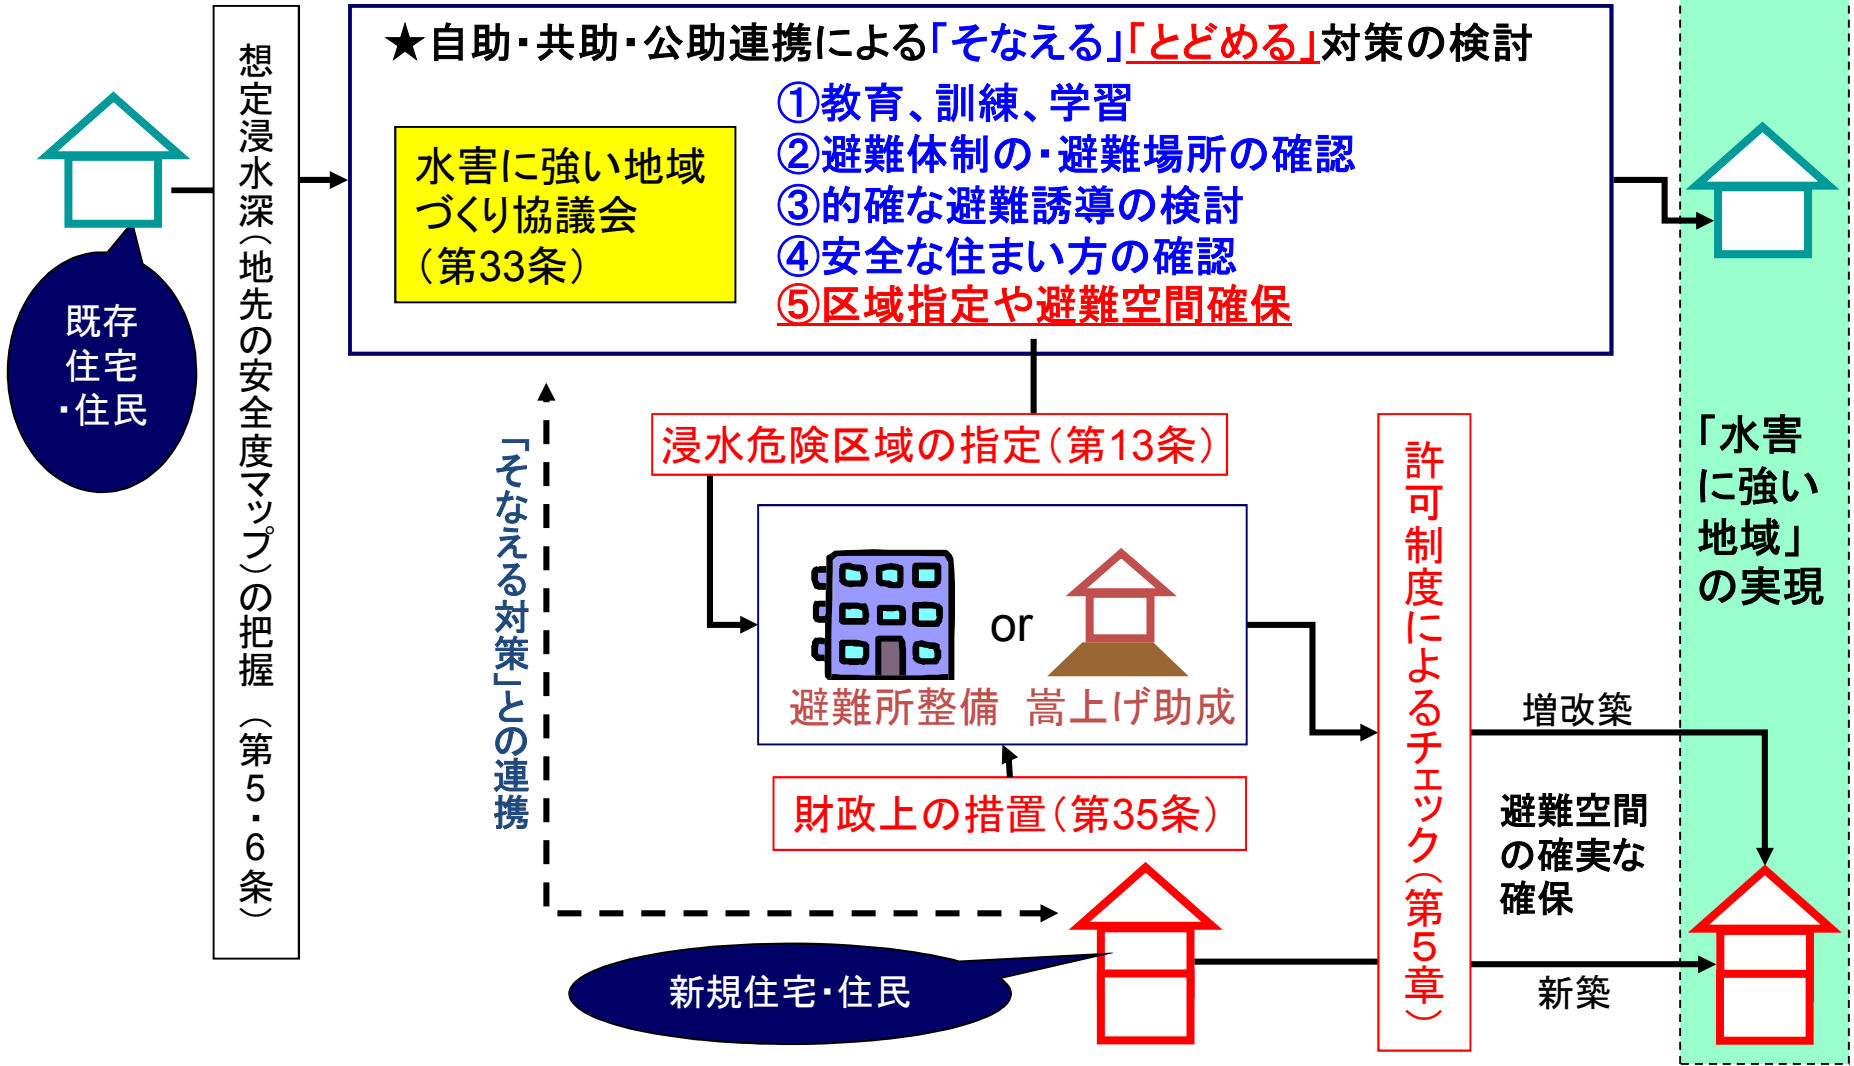 ★自助・共助・公助連携による「そなえる」「とどめる」対策の検討
水害に強い地域
づくり協議会
（第33条）
①教育、訓練、学習
②避難体制の・避難場所の確認
③的確な避難誘導の検討
④安全な住まい方の確認
⑤区域指定や避難空間確保
既存
住宅
・住民
想定浸水深（地先の安全度マップ）の把握（第５・６条）
「そなえる対策」との連携
浸水危険区域の指定（第13条）
or
避難所整備
嵩上げ助成
財政上の措置（第35条）
新規住宅・住民
許可制度によるチェック（第５章）
増改築
避難空間
の確実な
確保
新築
「水害
に強い
地域」
の実現